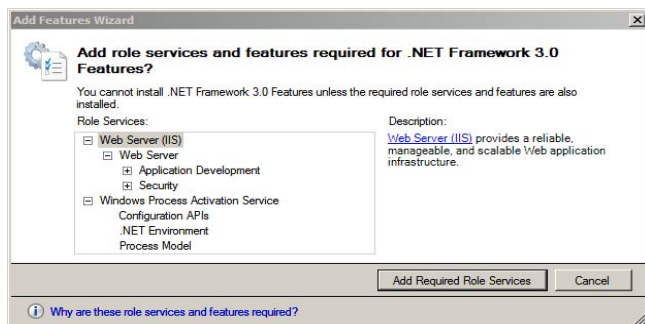 Add Features Wizard
Add role services and features required for .NET Framework 3.0
Features?
You cannot install .NET Framework 3.0 Features unless the required role services and features are also
installed.
Role Services:
Web Server (IIS)
Web Server
Application Development
Security
Windows Process Activation Service
Configuration APIs
.NET Environment
Process Model
Description:
Web Server (IIS) provides a reliable,
manageable, and scalable Web application
infrastructure.
Add Required Role Services
Cancel
Why are these role services and features required?